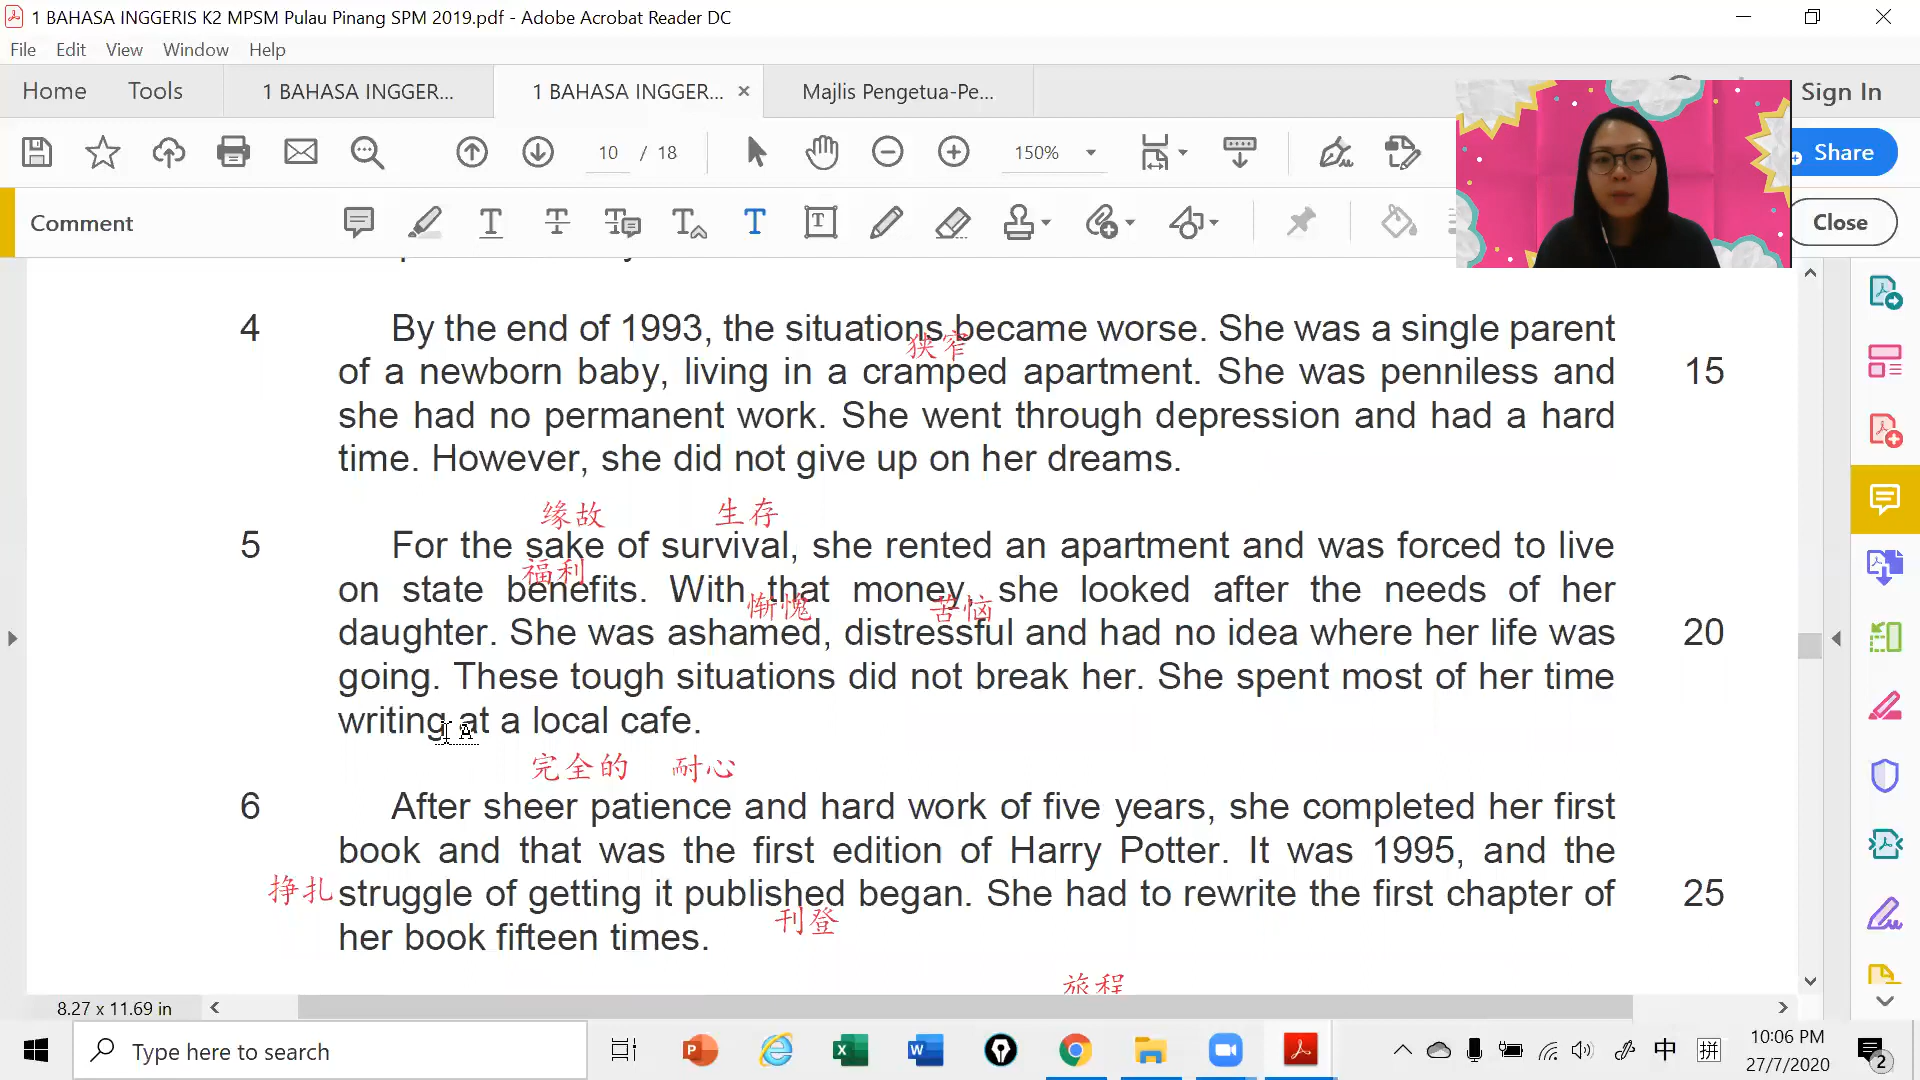 1 BAHASA INGGERIS K2 MPSM Pulau Pinang SPM 2019.pdf - Adobe Acrobat Reader DC
File Edit View Window Help
Home Tools 1 BAHASA INGGER... 1 BAHASA INGGER... Majlis Pengetua-Pe... Sign In
10 / 18 150% Share
Comment Close
4 By the end of 1993, the situations became worse. She was a single parent
狭窄
of a newborn baby, living in a cramped apartment. She was penniless and 15
she had no permanent work. She went through depression and had a hard
time. However, she did not give up on her dreams.
缘故 生存
5 For the sake of survival, she rented an apartment and was forced to live
福利
on state benefits. With that money, she looked after the needs of her
惭愧 苦恼
daughter. She was ashamed, distressful and had no idea where her life was 20
going. These tough situations did not break her. She spent most of her time
writing at a local cafe.
完全的 耐心
6 After sheer patience and hard work of five years, she completed her first
book and that was the first edition of Harry Potter. It was 1995, and the
挣扎 struggle of getting it published began. She had to rewrite the first chapter of 25
刊登
her book fifteen times.
旅程
8.27 x 11.69 in
Type here to search
中 拼
10:06 PM
27/7/2020
2